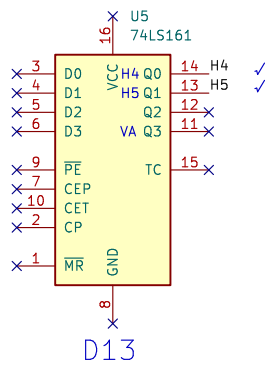 U5
74LS161
16
VCC
3 D0 H4 Q0 14 H4 ✓
4 D1 H5 Q1 13 H5 ✓
5 D2 Q2 12
6 D3 VA Q3 11
9 PE TC 15
7 CEP
10 CET
2 CP
1 MR
GND
8
D13